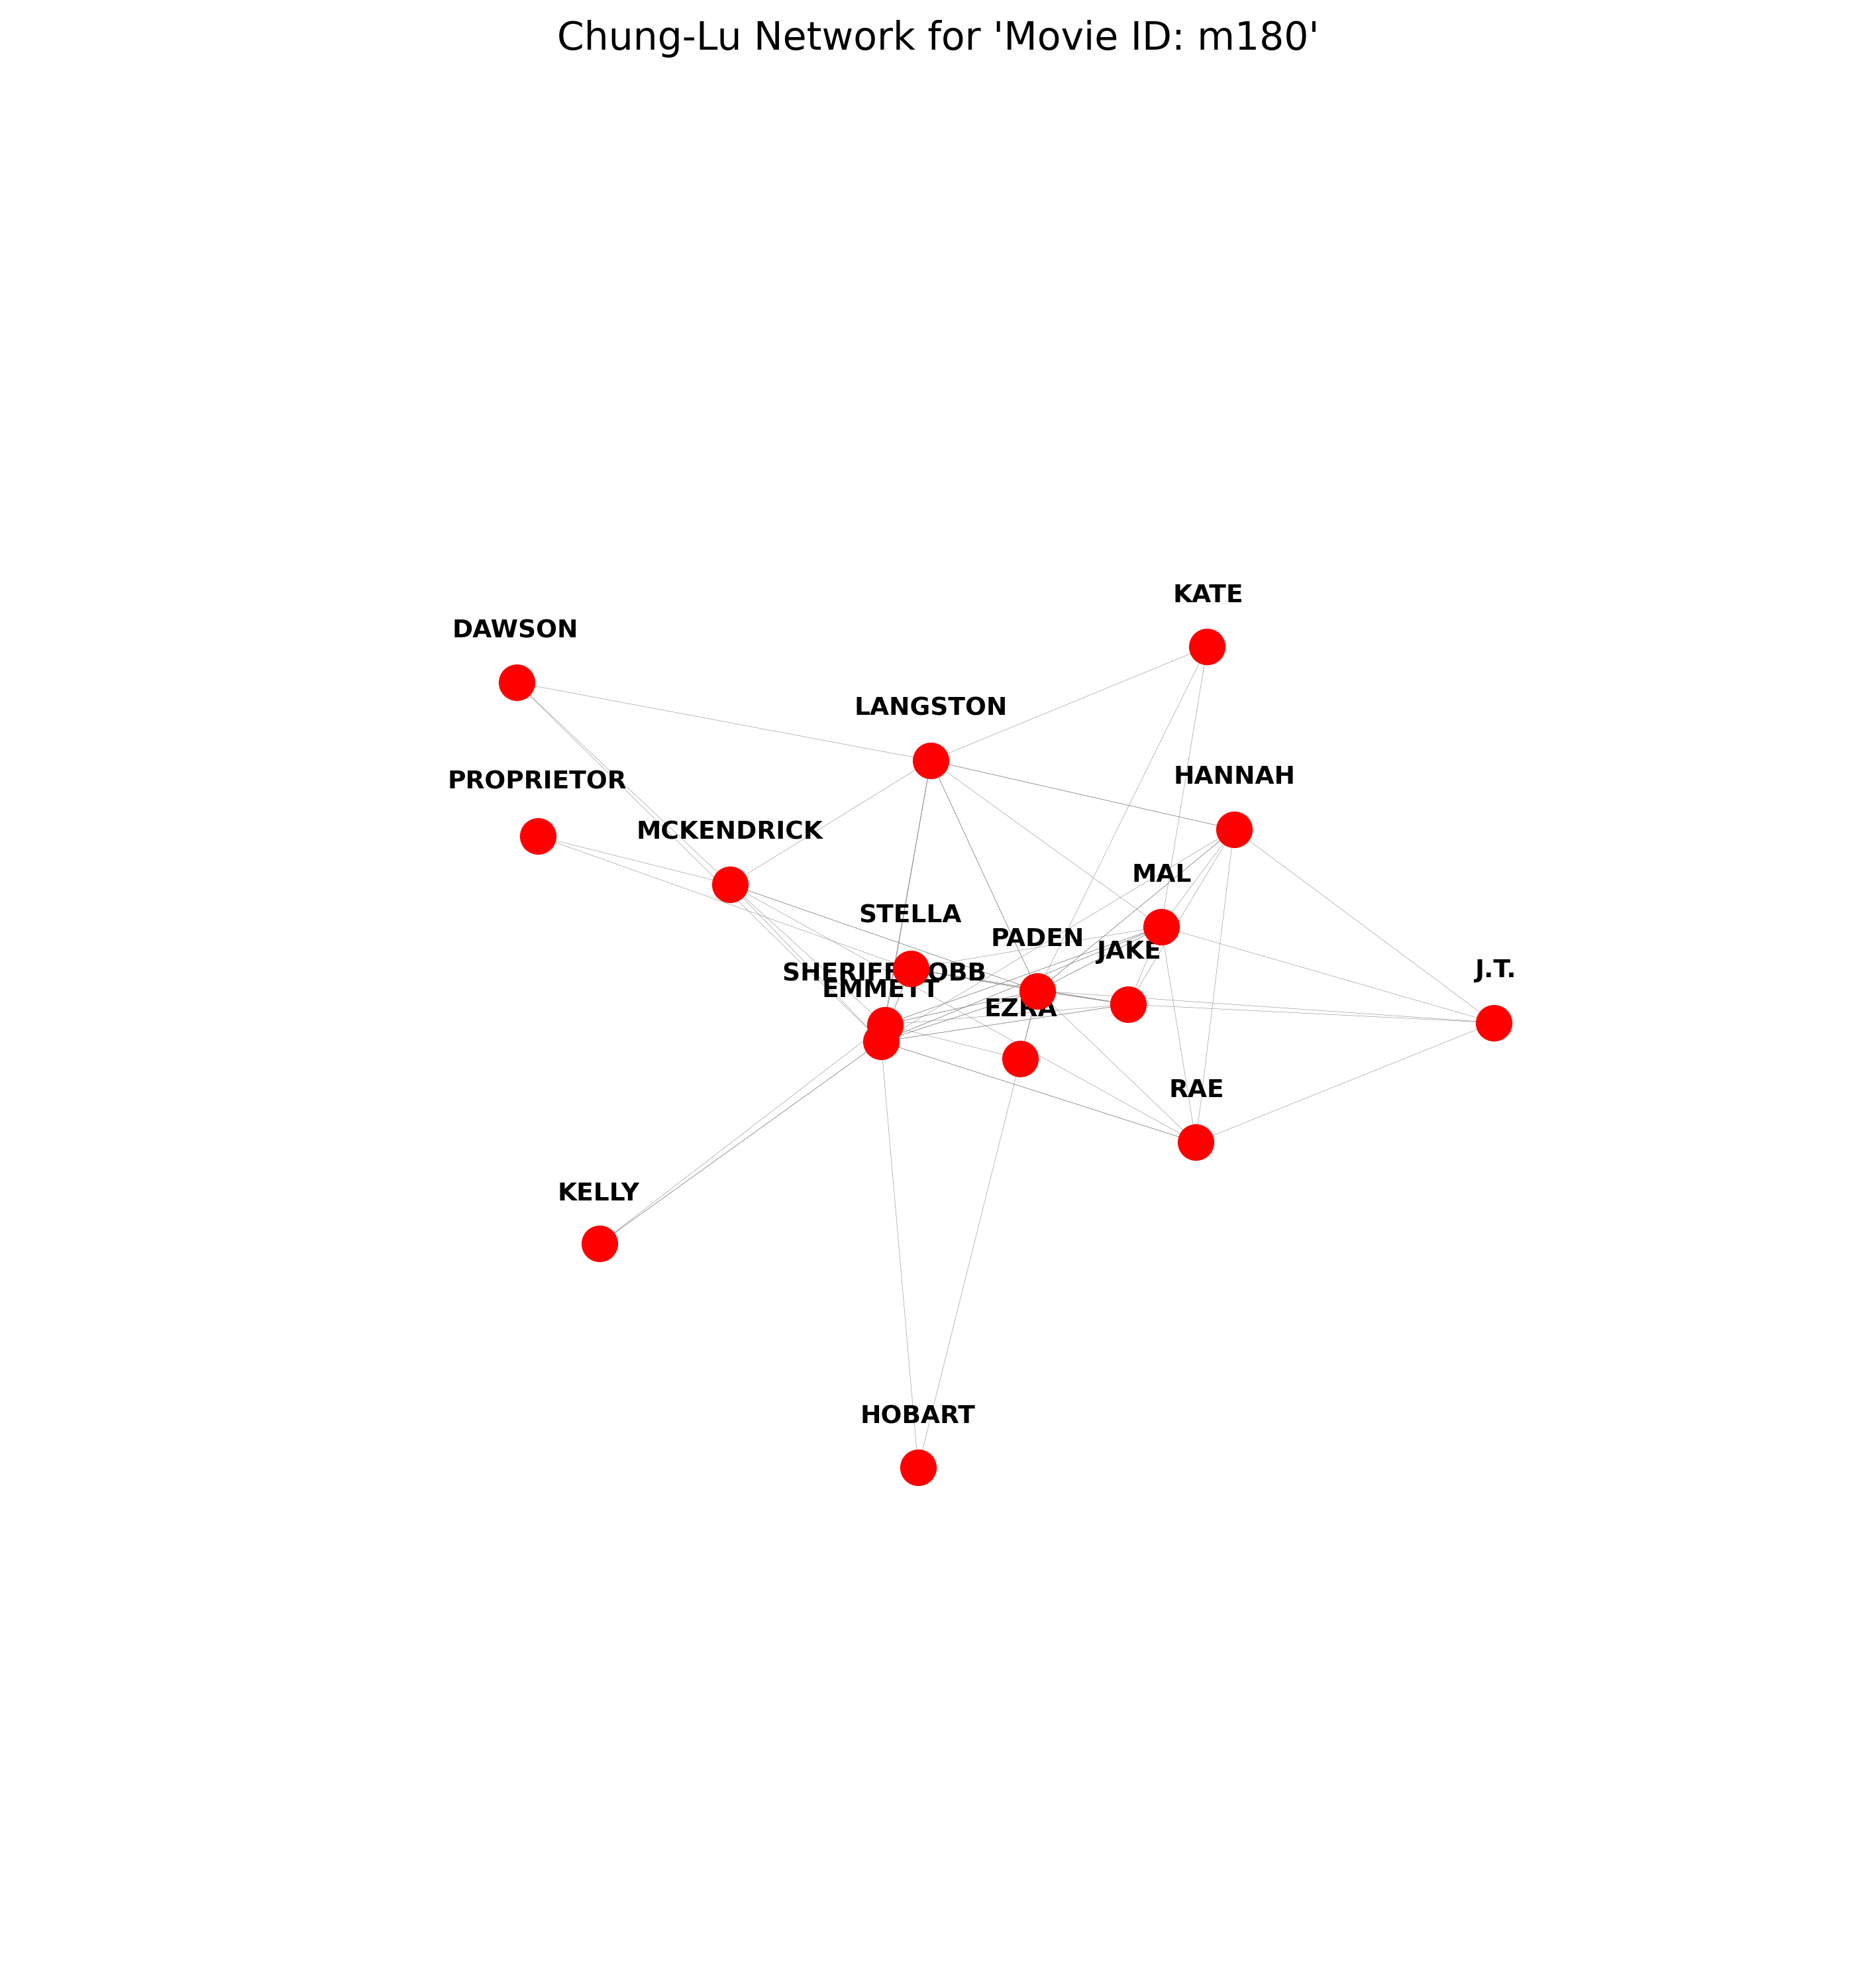 Chung-Lu Network for 'Movie ID: m180'
KATE
DAWSON
LANGSTON
HANNAH
PROPRIETOR
MCKENDRICK
MAL
STELLA
PADEN
JAKE
J.T.
SHERIFF COBB
EMMETT
EZRA
RAE
KELLY
HOBART